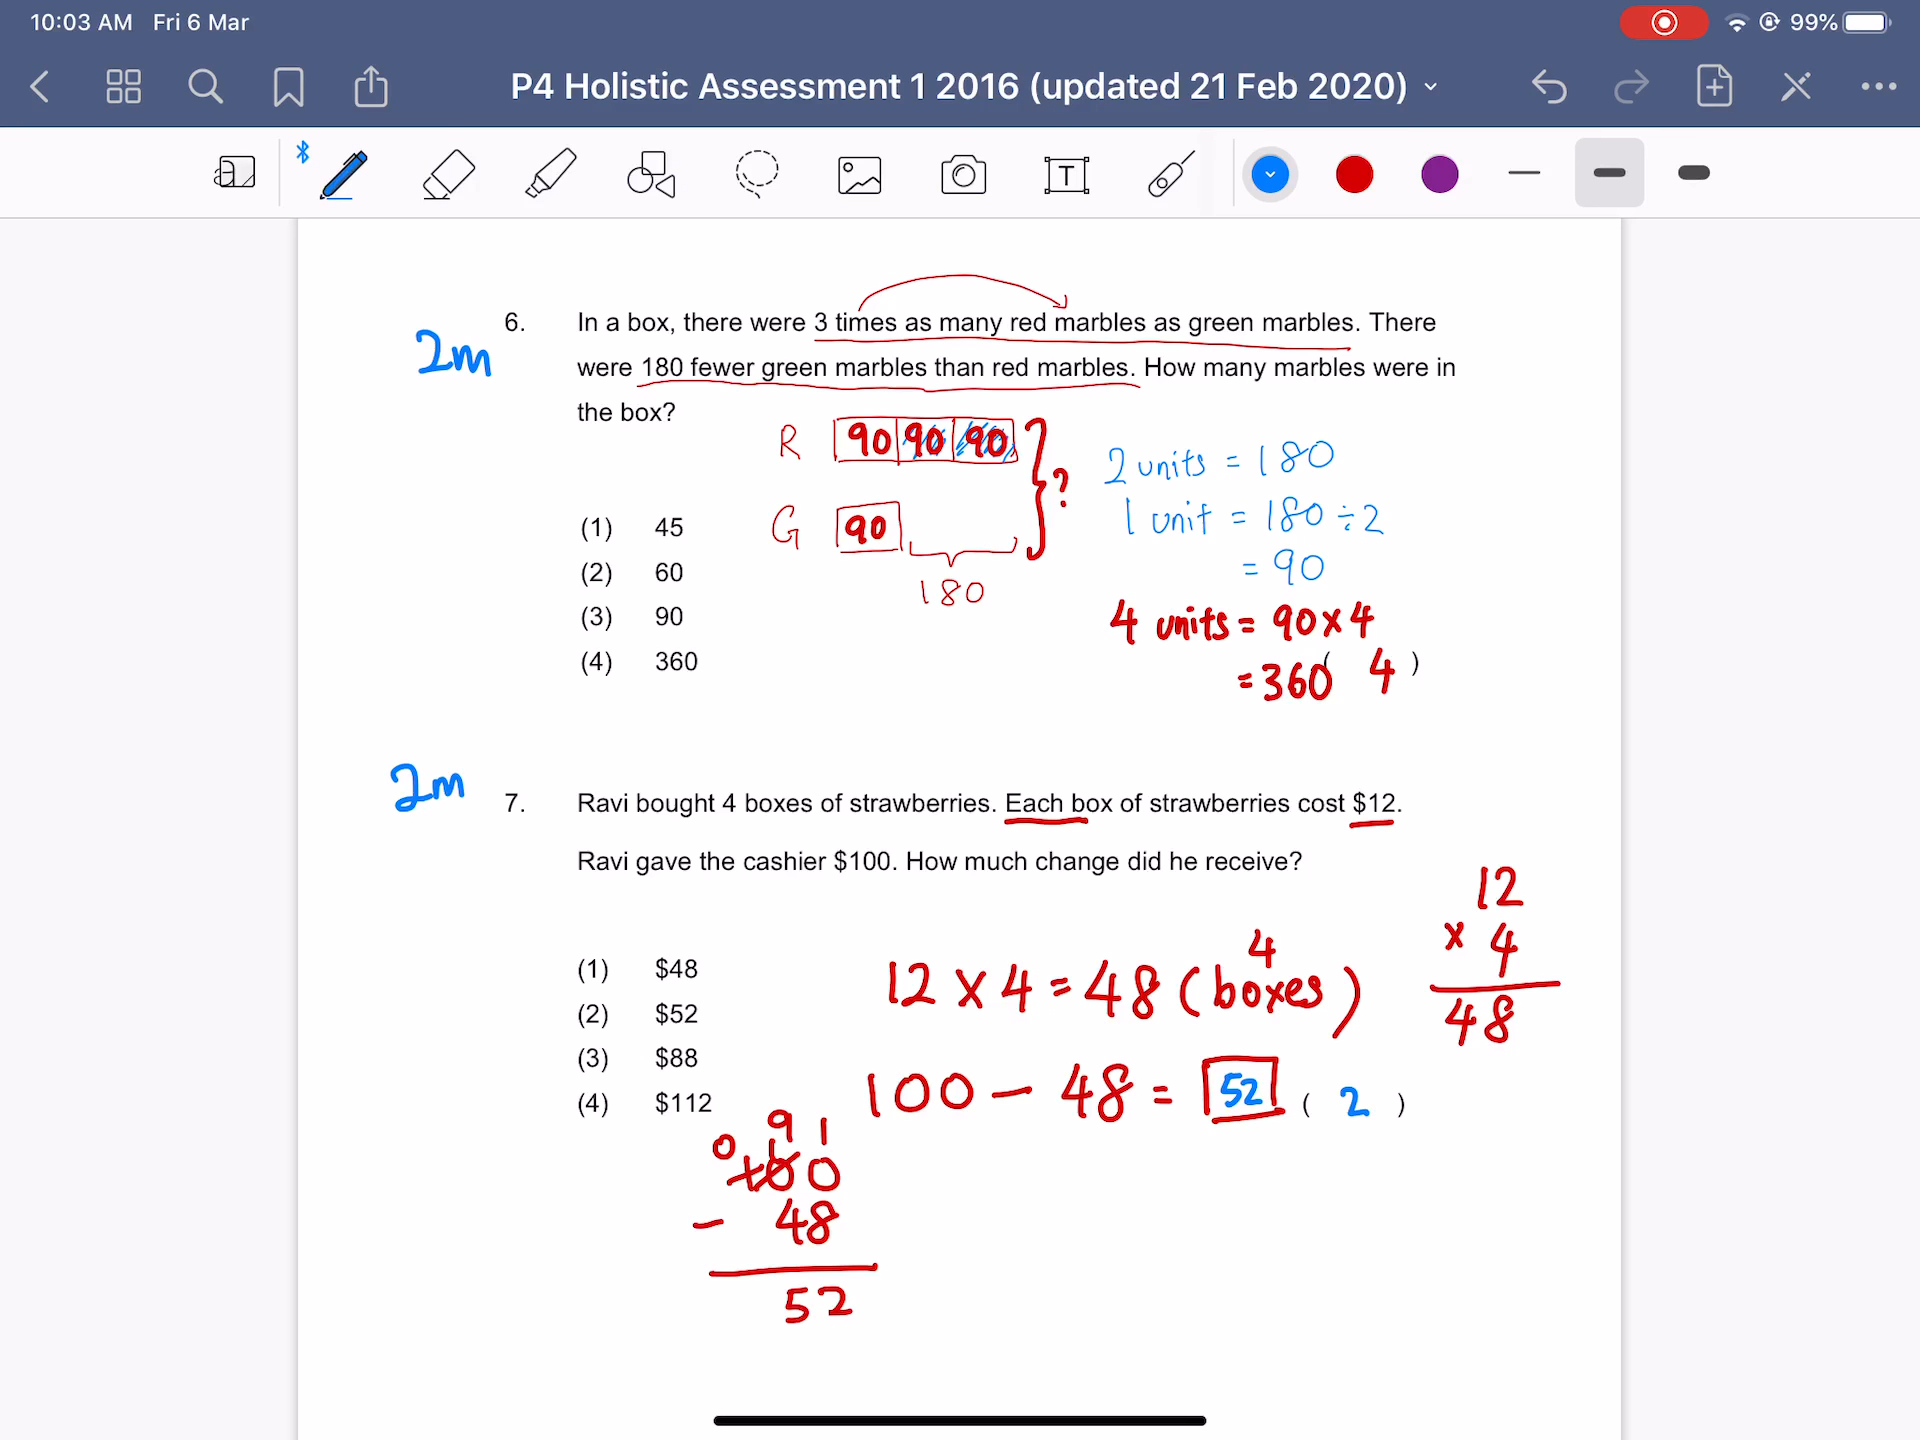 10:03 AM Fri 6 Mar 99%
P4 Holistic Assessment 1 2016 (updated 21 Feb 2020)
T
2m
6. In a box, there were 3 times as many red marbles as green marbles. There
were 180 fewer green marbles than red marbles. How many marbles were in
the box?
R 90 90 90
?
2 units = 180
(1) 45
G 90
1 unit = 180 ÷ 2
(2) 60
180
= 90
(3) 90
4 units = 90 x 4
(4) 360
= 360 ( 4 )
2m
7. Ravi bought 4 boxes of strawberries. Each box of strawberries cost $12.
Ravi gave the cashier $100. How much change did he receive?
12
x 4
48
(1) $48
12 x 4 = 48 (4 boxes)
(2) $52
(3) $88
100 - 48 = 52 ( 2 )
(4) $112
0 9 1
1
100
- 48
52